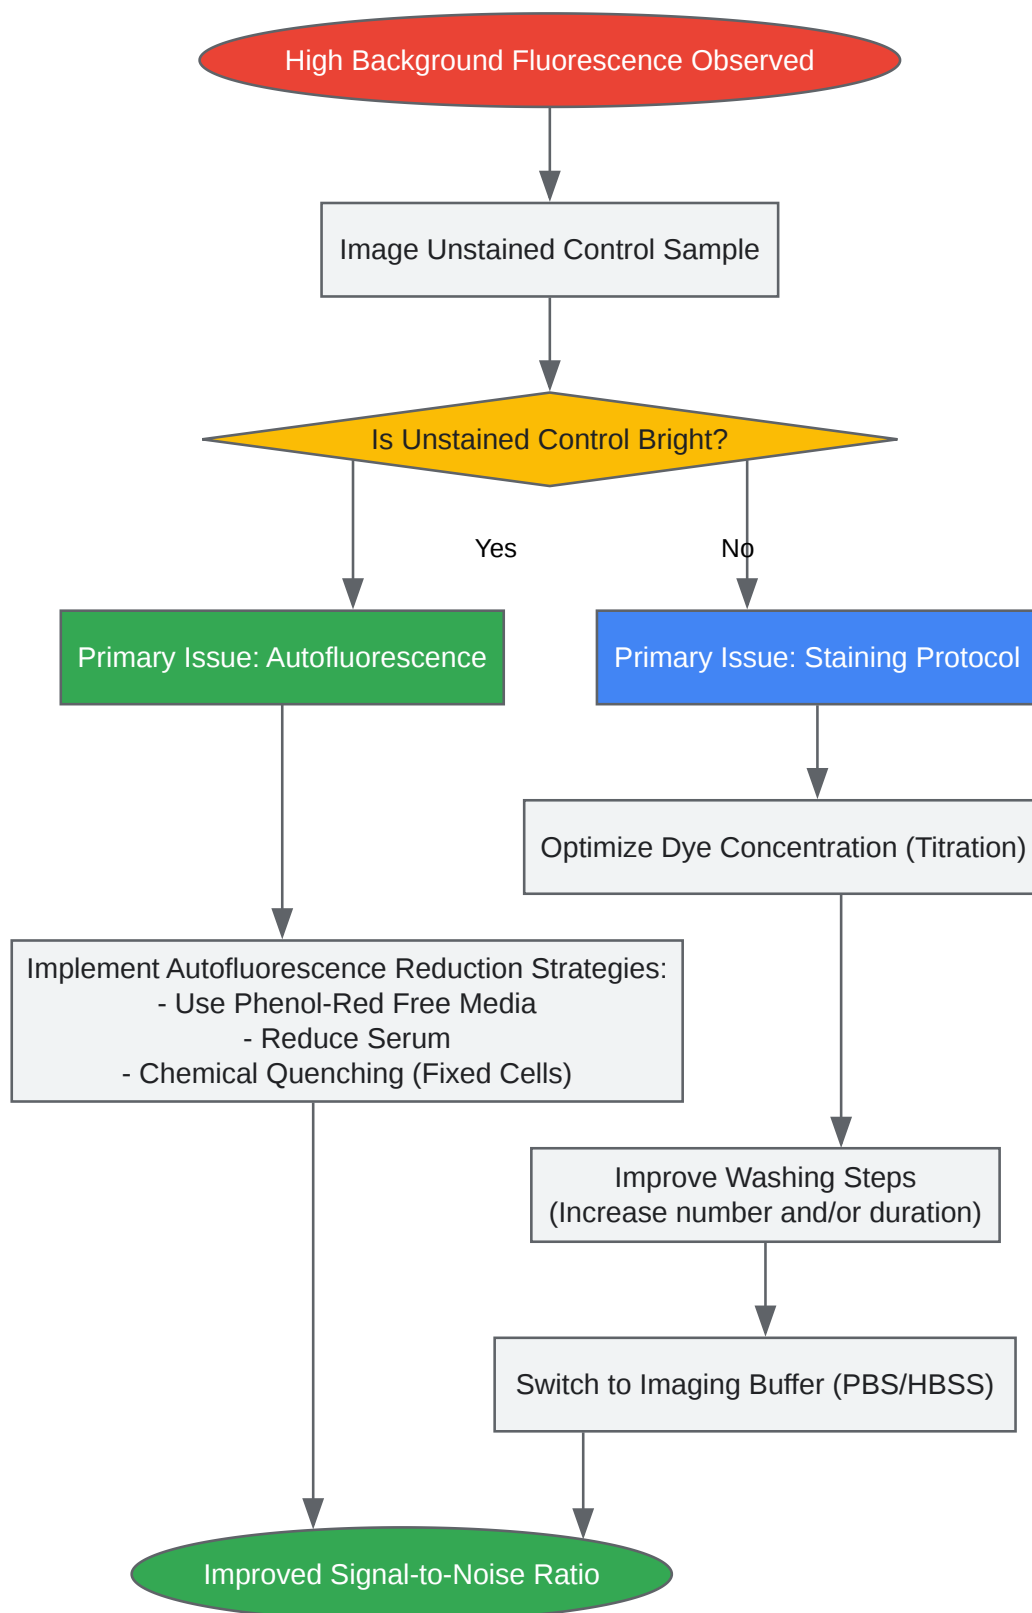 High Background Fluorescence Observed
Image Unstained Control Sample
Is Unstained Control Bright?
Yes
No
Primary Issue: Autofluorescence
Primary Issue: Staining Protocol
Optimize Dye Concentration (Titration)
Implement Autofluorescence Reduction Strategies:
- Use Phenol-Red Free Media
- Reduce Serum
- Chemical Quenching (Fixed Cells)
Improve Washing Steps
(Increase number and/or duration)
Switch to Imaging Buffer (PBS/HBSS)
Improved Signal-to-Noise Ratio